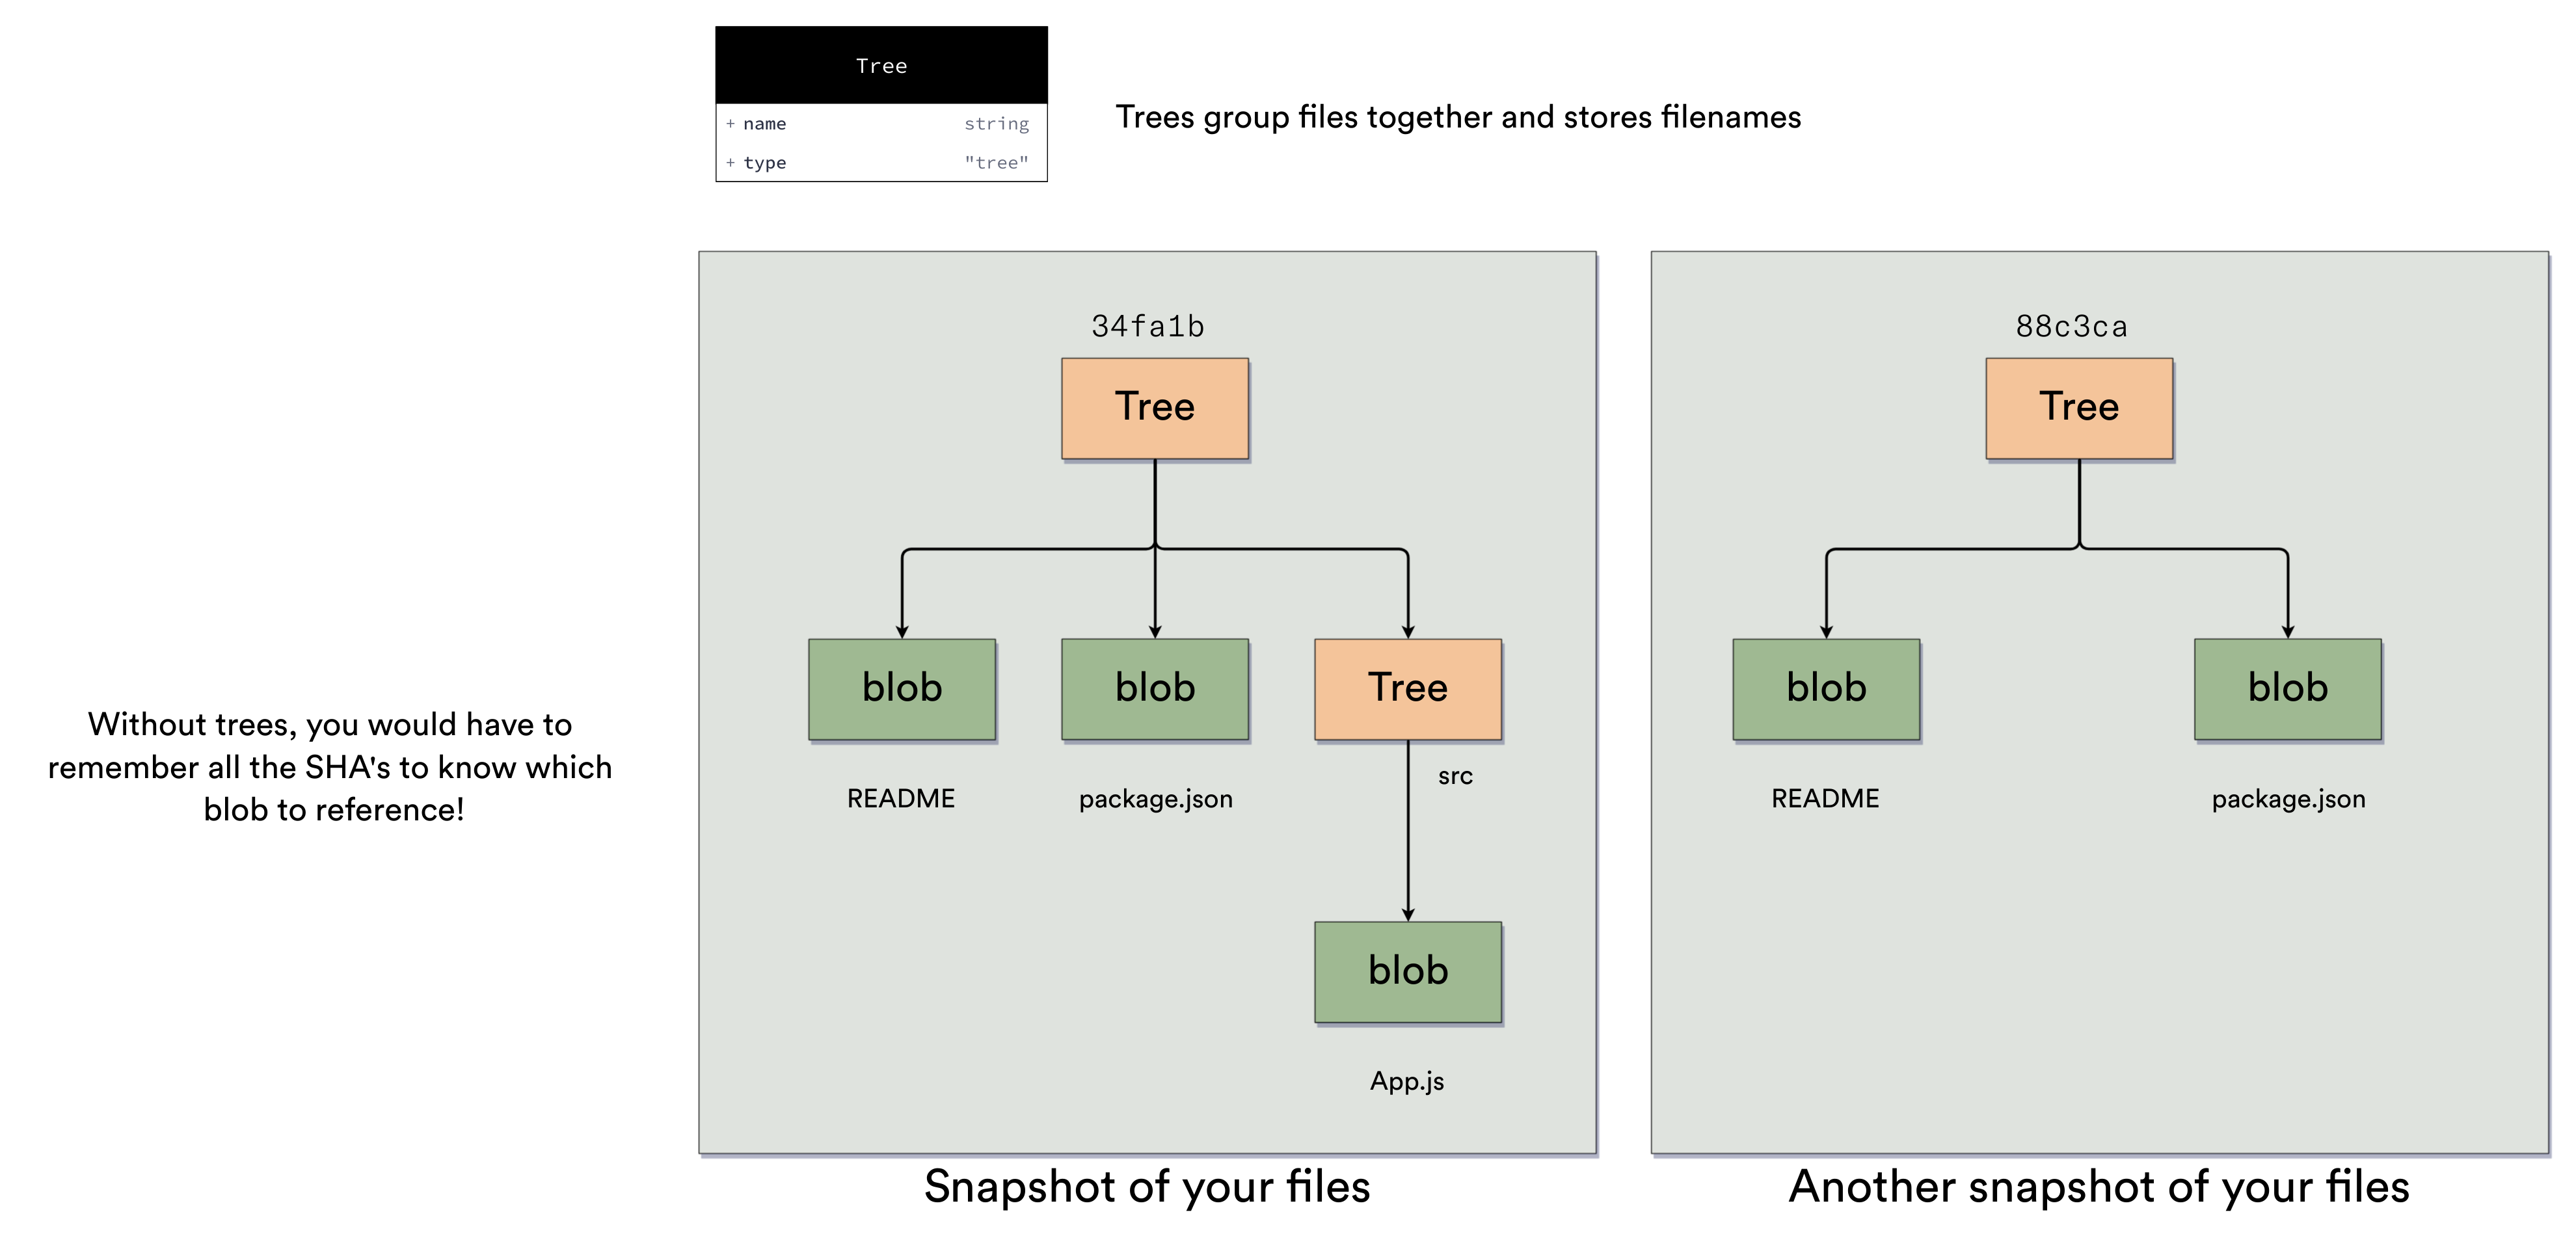 Tree
+ name string
+ type "tree"
Trees group files together and stores filenames
Without trees, you would have to
remember all the SHA's to know which
blob to reference!
34fa1b
Tree
blob
blob
Tree
README
package.json
src
blob
App.js
Snapshot of your files
88c3ca
Tree
blob
blob
README
package.json
Another snapshot of your files